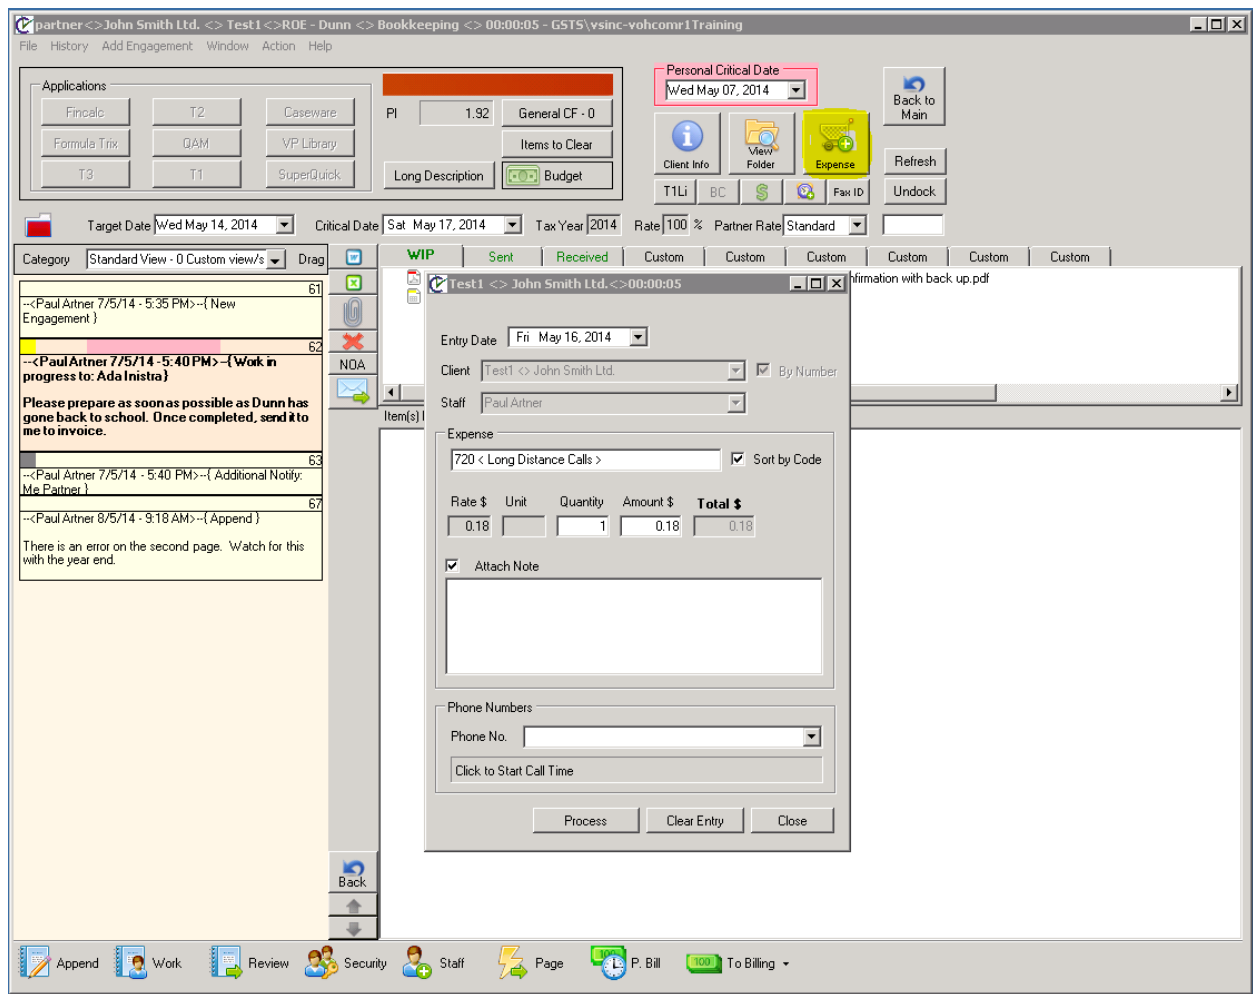 partner<>John Smith Ltd. <> Test1<>ROE - Dunn <> Bookkeeping <> 00:00:05 - GSTS\vsinc-vohcomr1Training
File History Add Engagement Window Action Help
Applications
Fincalc T2 Caseware
Formula Trix QAM VP Library
T3 T1 SuperQuick
PI 1.92 General CF - 0
Items to Clear
Long Description Budget
Personal Critical Date
Wed May 07, 2014
Client Info View Folder Expense
T1Li BC $ Fax ID
Back to Main
Refresh
Undock
Target Date Wed May 14, 2014 Critical Date Sat May 17, 2014 Tax Year 2014 Rate 100 % Partner Rate Standard
Category Standard View - 0 Custom view/s Drag
WIP Sent Received Custom Custom Custom Custom Custom Custom
61
--<Paul Artner 7/5/14 - 5:35 PM>--{ New
Engagement }
62
--<Paul Artner 7/5/14 - 5:40 PM>--{ Work in
progress to: Ada Inistra}
Please prepare as soon as possible as Dunn has
gone back to school. Once completed, send it to
me to invoice.
63
--<Paul Artner 7/5/14 - 5:40 PM>--{ Additional Notify:
Me Partner }
67
--<Paul Artner 8/5/14 - 9:18 AM>--{ Append }
There is an error on the second page. Watch for this
with the year end.
NOA
Back
nfirmation with back up.pdf
Item(s)
Test1 <> John Smith Ltd.<>00:00:05
Entry Date Fri May 16, 2014
Client Test1 <> John Smith Ltd. By Number
Staff Paul Artner
Expense
720 < Long Distance Calls > Sort by Code
Rate $ Unit Quantity Amount $ Total $
0.18 1 0.18 0.18
Attach Note
Phone Numbers
Phone No.
Click to Start Call Time
Process Clear Entry Close
Append Work Review Security Staff Page P. Bill To Billing